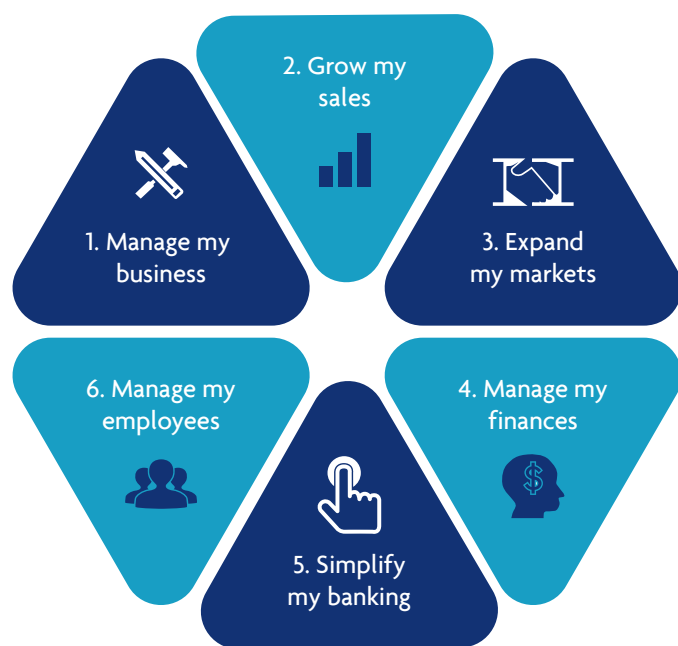 1. Manage my
business
2. Grow my
sales
3. Expand
my markets
4. Manage my
finances
$
5. Simplify
my banking
6. Manage my
employees